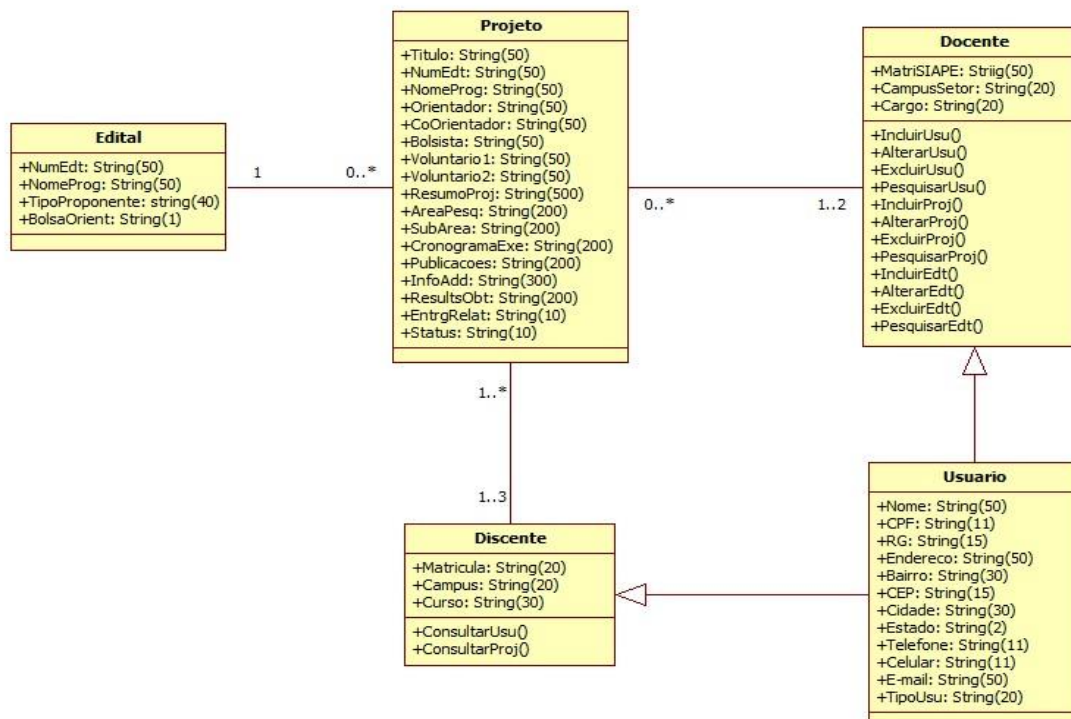 Projeto
+Titulo: String(50)
+NumEdt: String(50)
+NomeProg: String(50)
+Orientador: String(50)
+CoOrientador: String(50)
+Bolsista: String(50)
+Voluntario1: String(50)
+Voluntario2: String(50)
+ResumoProj: String(500)
+AreaPesq: String(200)
+SubArea: String(200)
+CronogramaExe: String(200)
+Publicacoes: String(200)
+InfoAdd: String(300)
+ResultsObt: String(200)
+EntrgRelat: String(10)
+Status: String(10)
Docente
+MatriSIAPE: Striig(50)
+CampusSetor: String(20)
+Cargo: String(20)
+IncluirUsu()
+AlterarUsu()
+ExcluirUsu()
+PesquisarUsu()
+IncluirProj()
+AlterarProj()
+ExcluirProj()
+PesquisarProj()
+IncluirEdt()
+AlterarEdt()
+ExcluirEdt()
+PesquisarEdt()
Edital
+NumEdt: String(50)
+NomeProg: String(50)
+TipoProponente: string(40)
+BolsaOrient: String(1)
1
0..*
0..*
1..2
1..*
1..3
Discente
+Matricula: String(20)
+Campus: String(20)
+Curso: String(30)
+ConsultarUsu()
+ConsultarProj()
Usuario
+Nome: String(50)
+CPF: String(11)
+RG: String(15)
+Endereco: String(50)
+Bairro: String(30)
+CEP: String(15)
+Cidade: String(30)
+Estado: String(2)
+Telefone: String(11)
+Celular: String(11)
+E-mail: String(50)
+TipoUsu: String(20)